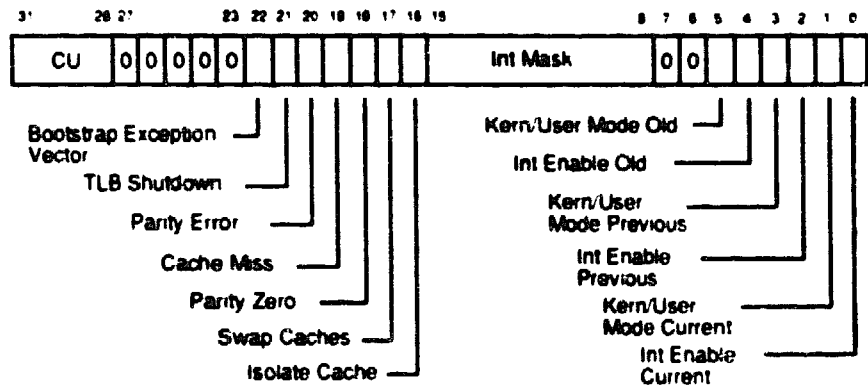 31 28 27 23 22 21 20 19 18 17 16 15 8 7 6 5 4 3 2 1 0
CU 0 0 0 0 0 Int Mask 0 0
Bootstrap Exception
Vector
TLB Shutdown
Parity Error
Cache Miss
Parity Zero
Swap Caches
Isolate Cache
Kern/User Mode Old
Int Enable Old
Kern/User
Mode Previous
Int Enable
Previous
Kern/User
Mode Current
Int Enable
Current